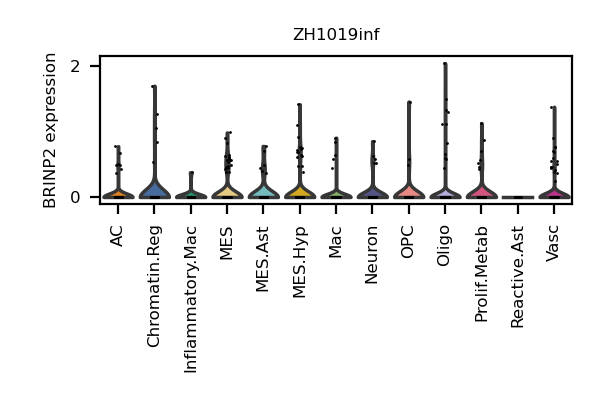 ZH1019inf
BRINP2 expression
2
0
AC
Chromatin.Reg
Inflammatory.Mac
MES
MES.Ast
MES.Hyp
Mac
Neuron
OPC
Oligo
Prolif.Metab
Reactive.Ast
Vasc